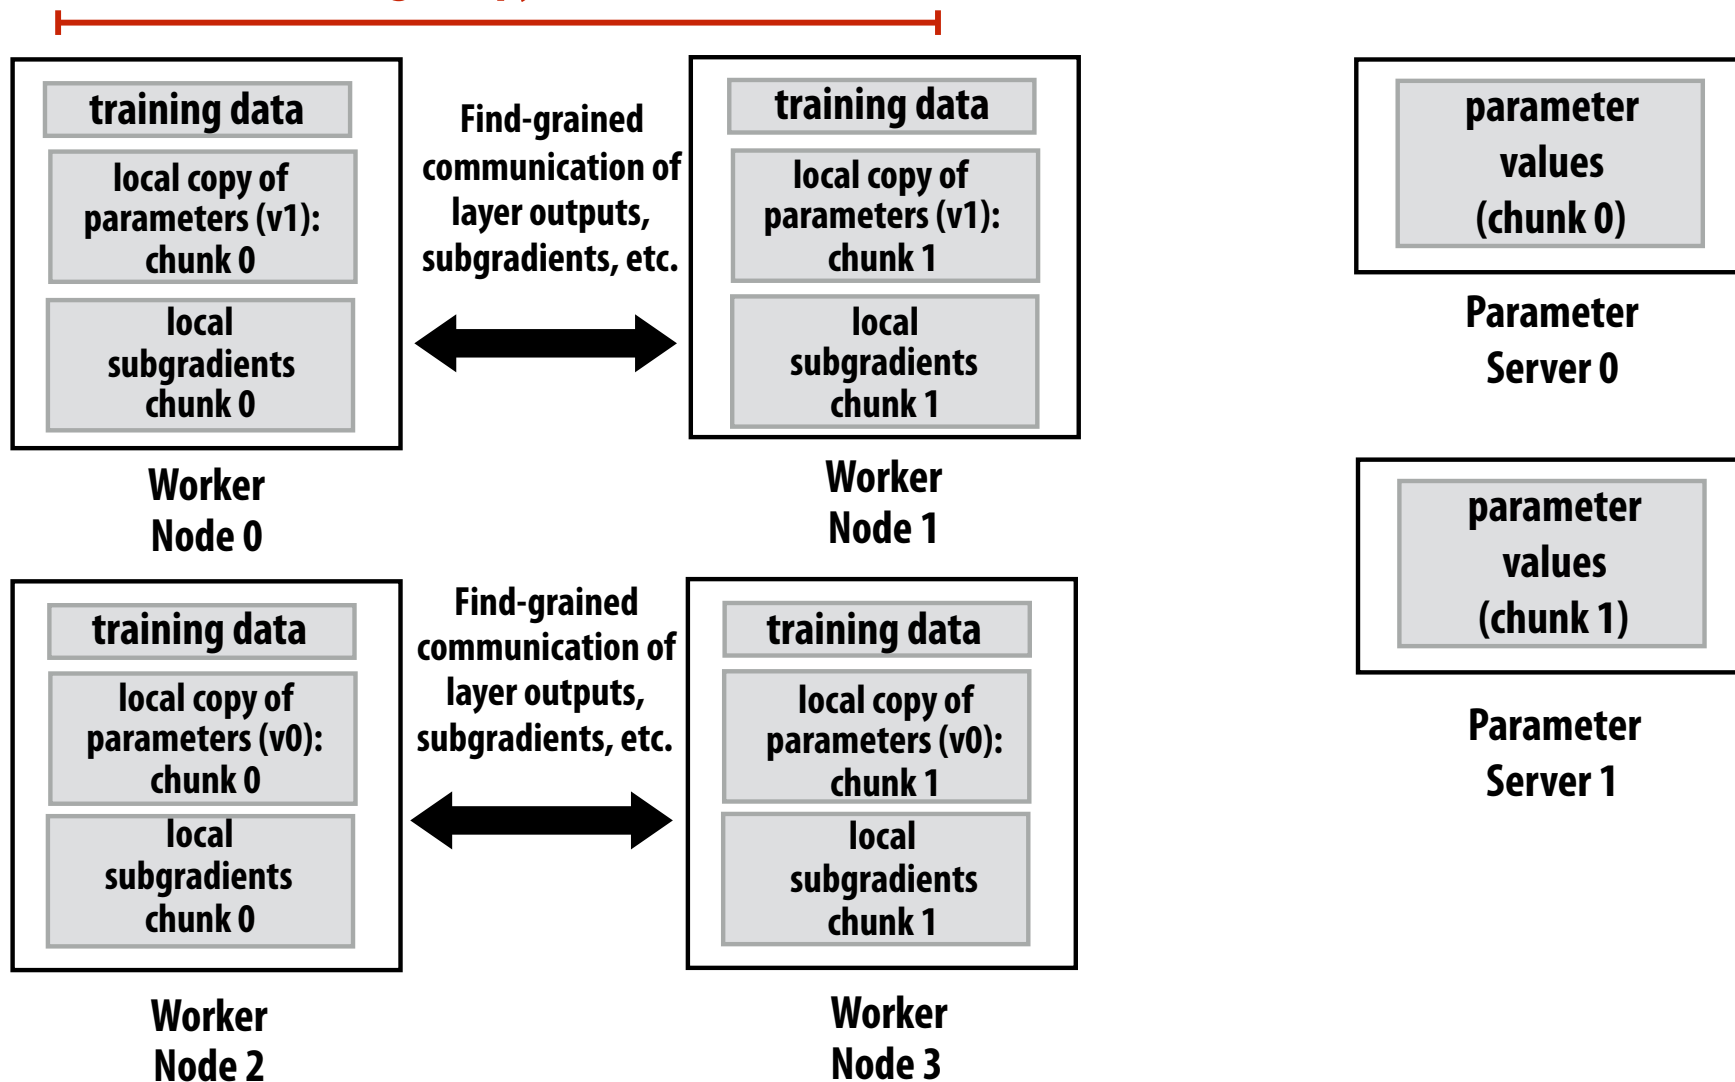 training data
local copy of
parameters (v1):
chunk 0
local
subgradients
chunk 0
Worker
Node 0
Find-grained
communication of
layer outputs,
subgradients, etc.
training data
local copy of
parameters (v1):
chunk 1
local
subgradients
chunk 1
Worker
Node 1
parameter
values
(chunk 0)
Parameter
Server 0
training data
local copy of
parameters (v0):
chunk 0
local
subgradients
chunk 0
Worker
Node 2
Find-grained
communication of
layer outputs,
subgradients, etc.
training data
local copy of
parameters (v0):
chunk 1
local
subgradients
chunk 1
Worker
Node 3
parameter
values
(chunk 1)
Parameter
Server 1